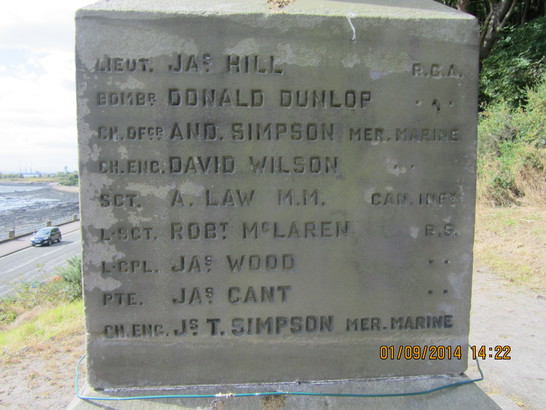 LIEUT. JAS HILL R.G.A.
BOMBR DONALD DUNLOP " "
CH.OFCR AND. SIMPSON MER. MARINE
CH.ENG. DAVID WILSON " "
SGT. A. LAW M.M. CAN. INFY
L.SGT. ROBT McLAREN R.S.
L.CPL. JAS WOOD " "
PTE. JAS CANT " "
CH.ENG. JS T. SIMPSON MER. MARINE
01/09/2014 14:22